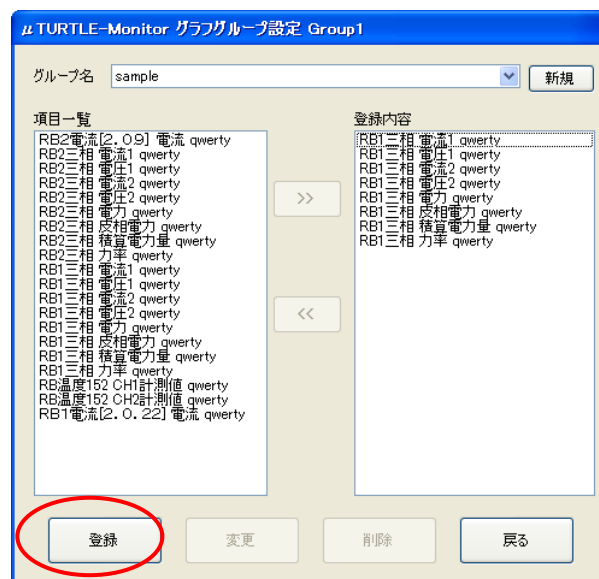 μTURTLE-Monitor グラフグループ設定 Group1
グループ名 sample 新規
項目一覧
RB2電流[2.0.9] 電流 qwerty
RB2三相 電流1 qwerty
RB2三相 電圧1 qwerty
RB2三相 電流2 qwerty
RB2三相 電圧2 qwerty
RB2三相 電力 qwerty
RB2三相 皮相電力 qwerty
RB2三相 積算電力量 qwerty
RB2三相 力率 qwerty
RB1三相 電流1 qwerty
RB1三相 電圧1 qwerty
RB1三相 電流2 qwerty
RB1三相 電圧2 qwerty
RB1三相 電力 qwerty
RB1三相 皮相電力 qwerty
RB1三相 積算電力量 qwerty
RB1三相 力率 qwerty
RB温度152 CH1計測値 qwerty
RB温度152 CH2計測値 qwerty
RB1電流[2.0.22] 電流 qwerty
>>
<<
登録内容
RB1三相 電流1 qwerty
RB1三相 電圧1 qwerty
RB1三相 電流2 qwerty
RB1三相 電圧2 qwerty
RB1三相 電力 qwerty
RB1三相 皮相電力 qwerty
RB1三相 積算電力量 qwerty
RB1三相 力率 qwerty
登録 変更 削除 戻る